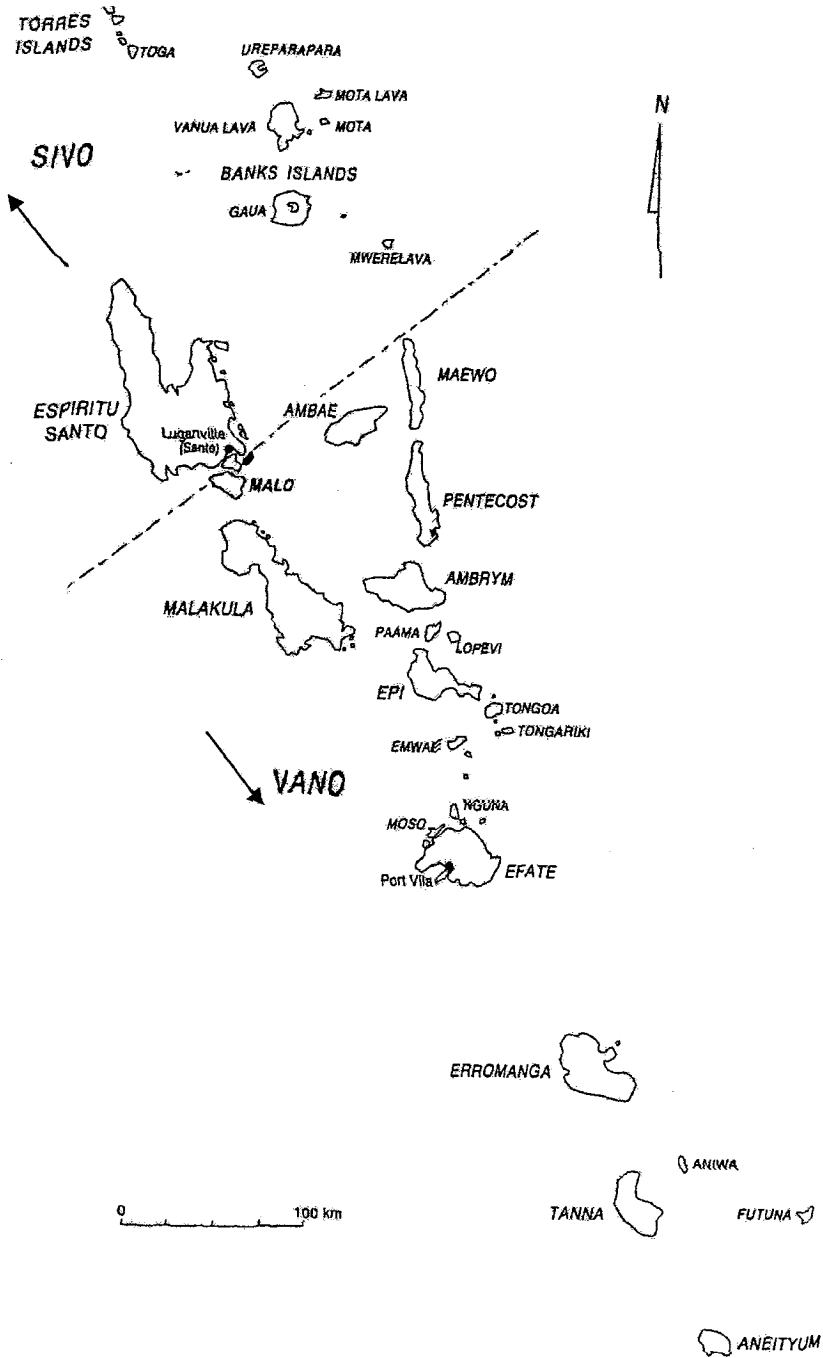 TORRES
ISLANDS
TOGA
UREPARAPARA
MOTA LAVA
VANUA LAVA
MOTA
N
SIVO
BANKS ISLANDS
GAUA
MWERELAVA
MAEWO
ESPIRITU
SANTO
AMBAE
Luganville
(Santo)
MALO
PENTECOST
AMBRYM
MALAKULA
PAAMA
LOPEVI
EPI
TONGOA
TONGARIKI
EMWAE
VANO
NGUNA
MOSO
EFATE
Port Vila
ERROMANGA
ANIWA
0 100 km
TANNA
FUTUNA
ANEITYUM